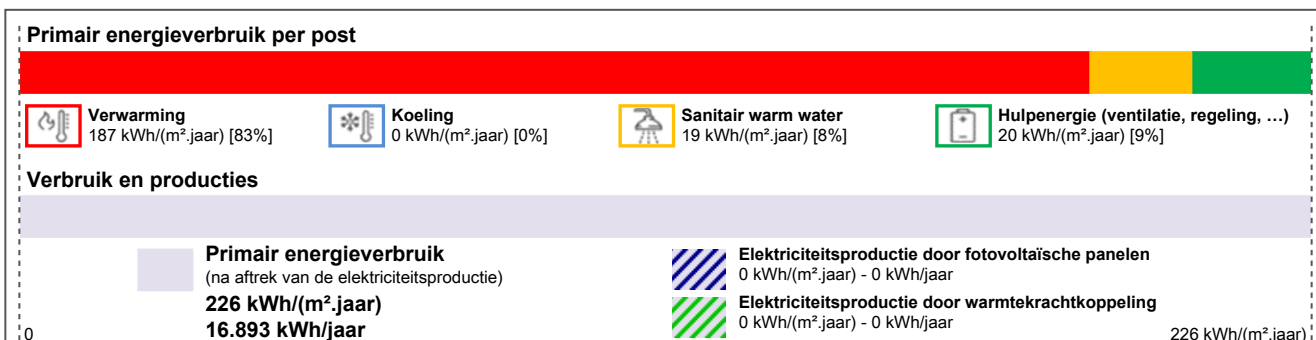 Primair energieverbruik per post
Verwarming
187 kWh/(m².jaar) [83%]
Koeling
0 kWh/(m².jaar) [0%]
Sanitair warm water
19 kWh/(m².jaar) [8%]
Hulpenergie (ventilatie, regeling, …)
20 kWh/(m².jaar) [9%]
Verbruik en producties
Primair energieverbruik
(na aftrek van de elektriciteitsproductie)
226 kWh/(m².jaar)
16.893 kWh/jaar
Elektriciteitsproductie door fotovoltaïsche panelen
0 kWh/(m².jaar) - 0 kWh/jaar
Elektriciteitsproductie door warmtekrachtkoppeling
0 kWh/(m².jaar) - 0 kWh/jaar
0
226 kWh/(m².jaar)